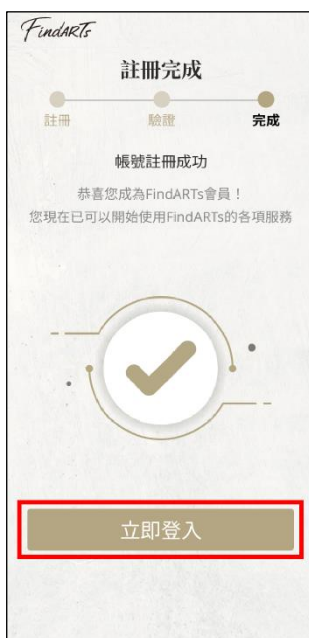 FindARTs
註冊完成
註冊 驗證 完成
帳號註冊成功
恭喜您成為FindARTs會員！
您現在已可以開始使用FindARTs的各項服務
立即登入